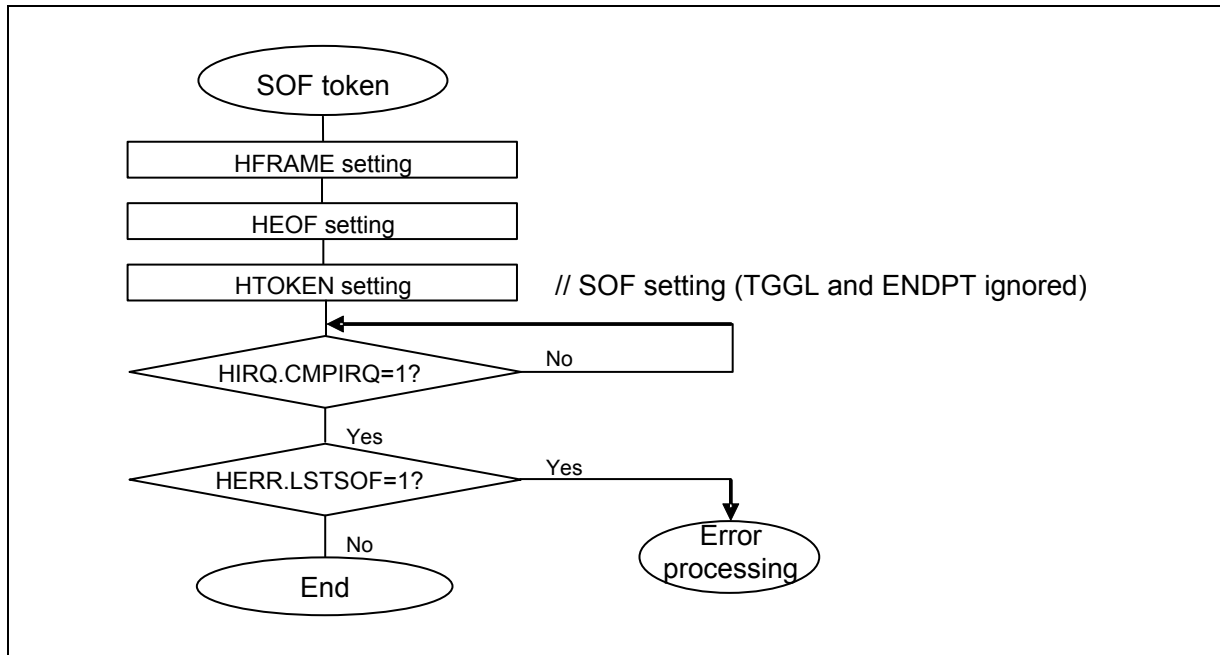 SOF token
HFRAME setting
HEOF setting
HTOKEN setting
// SOF setting (TGGL and ENDPT ignored)
HIRQ.CMPIRQ=1?
No
Yes
HERR.LSTSOF=1?
Yes
No
Error
processing
End